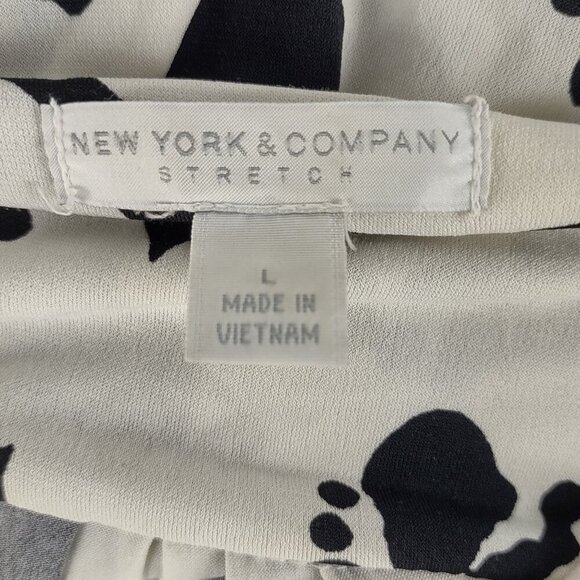 NEW YORK & COMPANY
STRETCH
L
MADE IN
VIETNAM